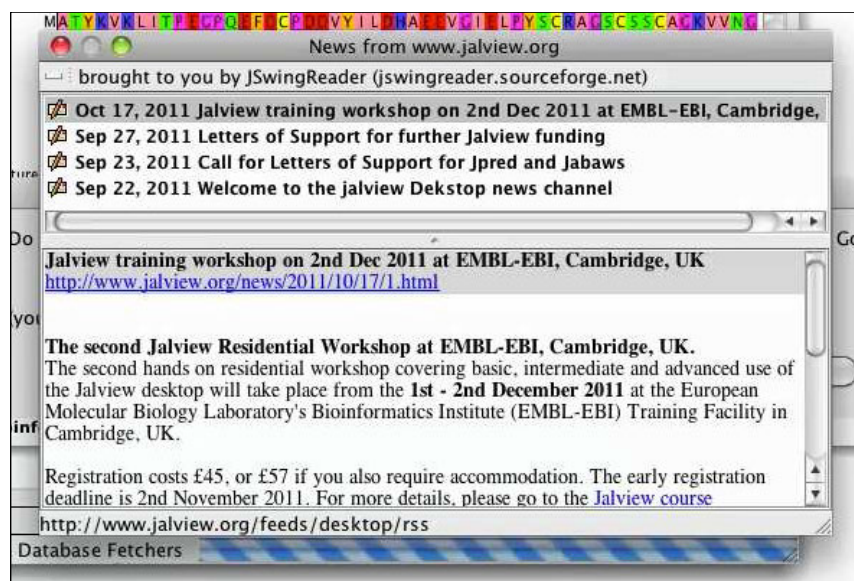 MATYKVKLITPEGPQEFDCPDDVYILDHAEEVGIELPYSCRAGSCSSCAGKVVNG
News from www.jalview.org
brought to you by JSwingReader (jswingreader.sourceforge.net)
Oct 17, 2011 Jalview training workshop on 2nd Dec 2011 at EMBL-EBI, Cambridge,
Sep 27, 2011 Letters of Support for further Jalview funding
Sep 23, 2011 Call for Letters of Support for Jpred and Jabaws
Sep 22, 2011 Welcome to the jalview Dekstop news channel
Do
Jalview training workshop on 2nd Dec 2011 at EMBL-EBI, Cambridge, UK
http://www.jalview.org/news/2011/10/17/1.html
The second Jalview Residential Workshop at EMBL-EBI, Cambridge, UK.
The second hands on residential workshop covering basic, intermediate and advanced use of
the Jalview desktop will take place from the 1st - 2nd December 2011 at the European
Molecular Biology Laboratory's Bioinformatics Institute (EMBL-EBI) Training Facility in
Cambridge, UK.
Registration costs £45, or £57 if you also require accommodation. The early registration
deadline is 2nd November 2011. For more details, please go to the Jalview course
http://www.jalview.org/feeds/desktop/rss
Database Fetchers